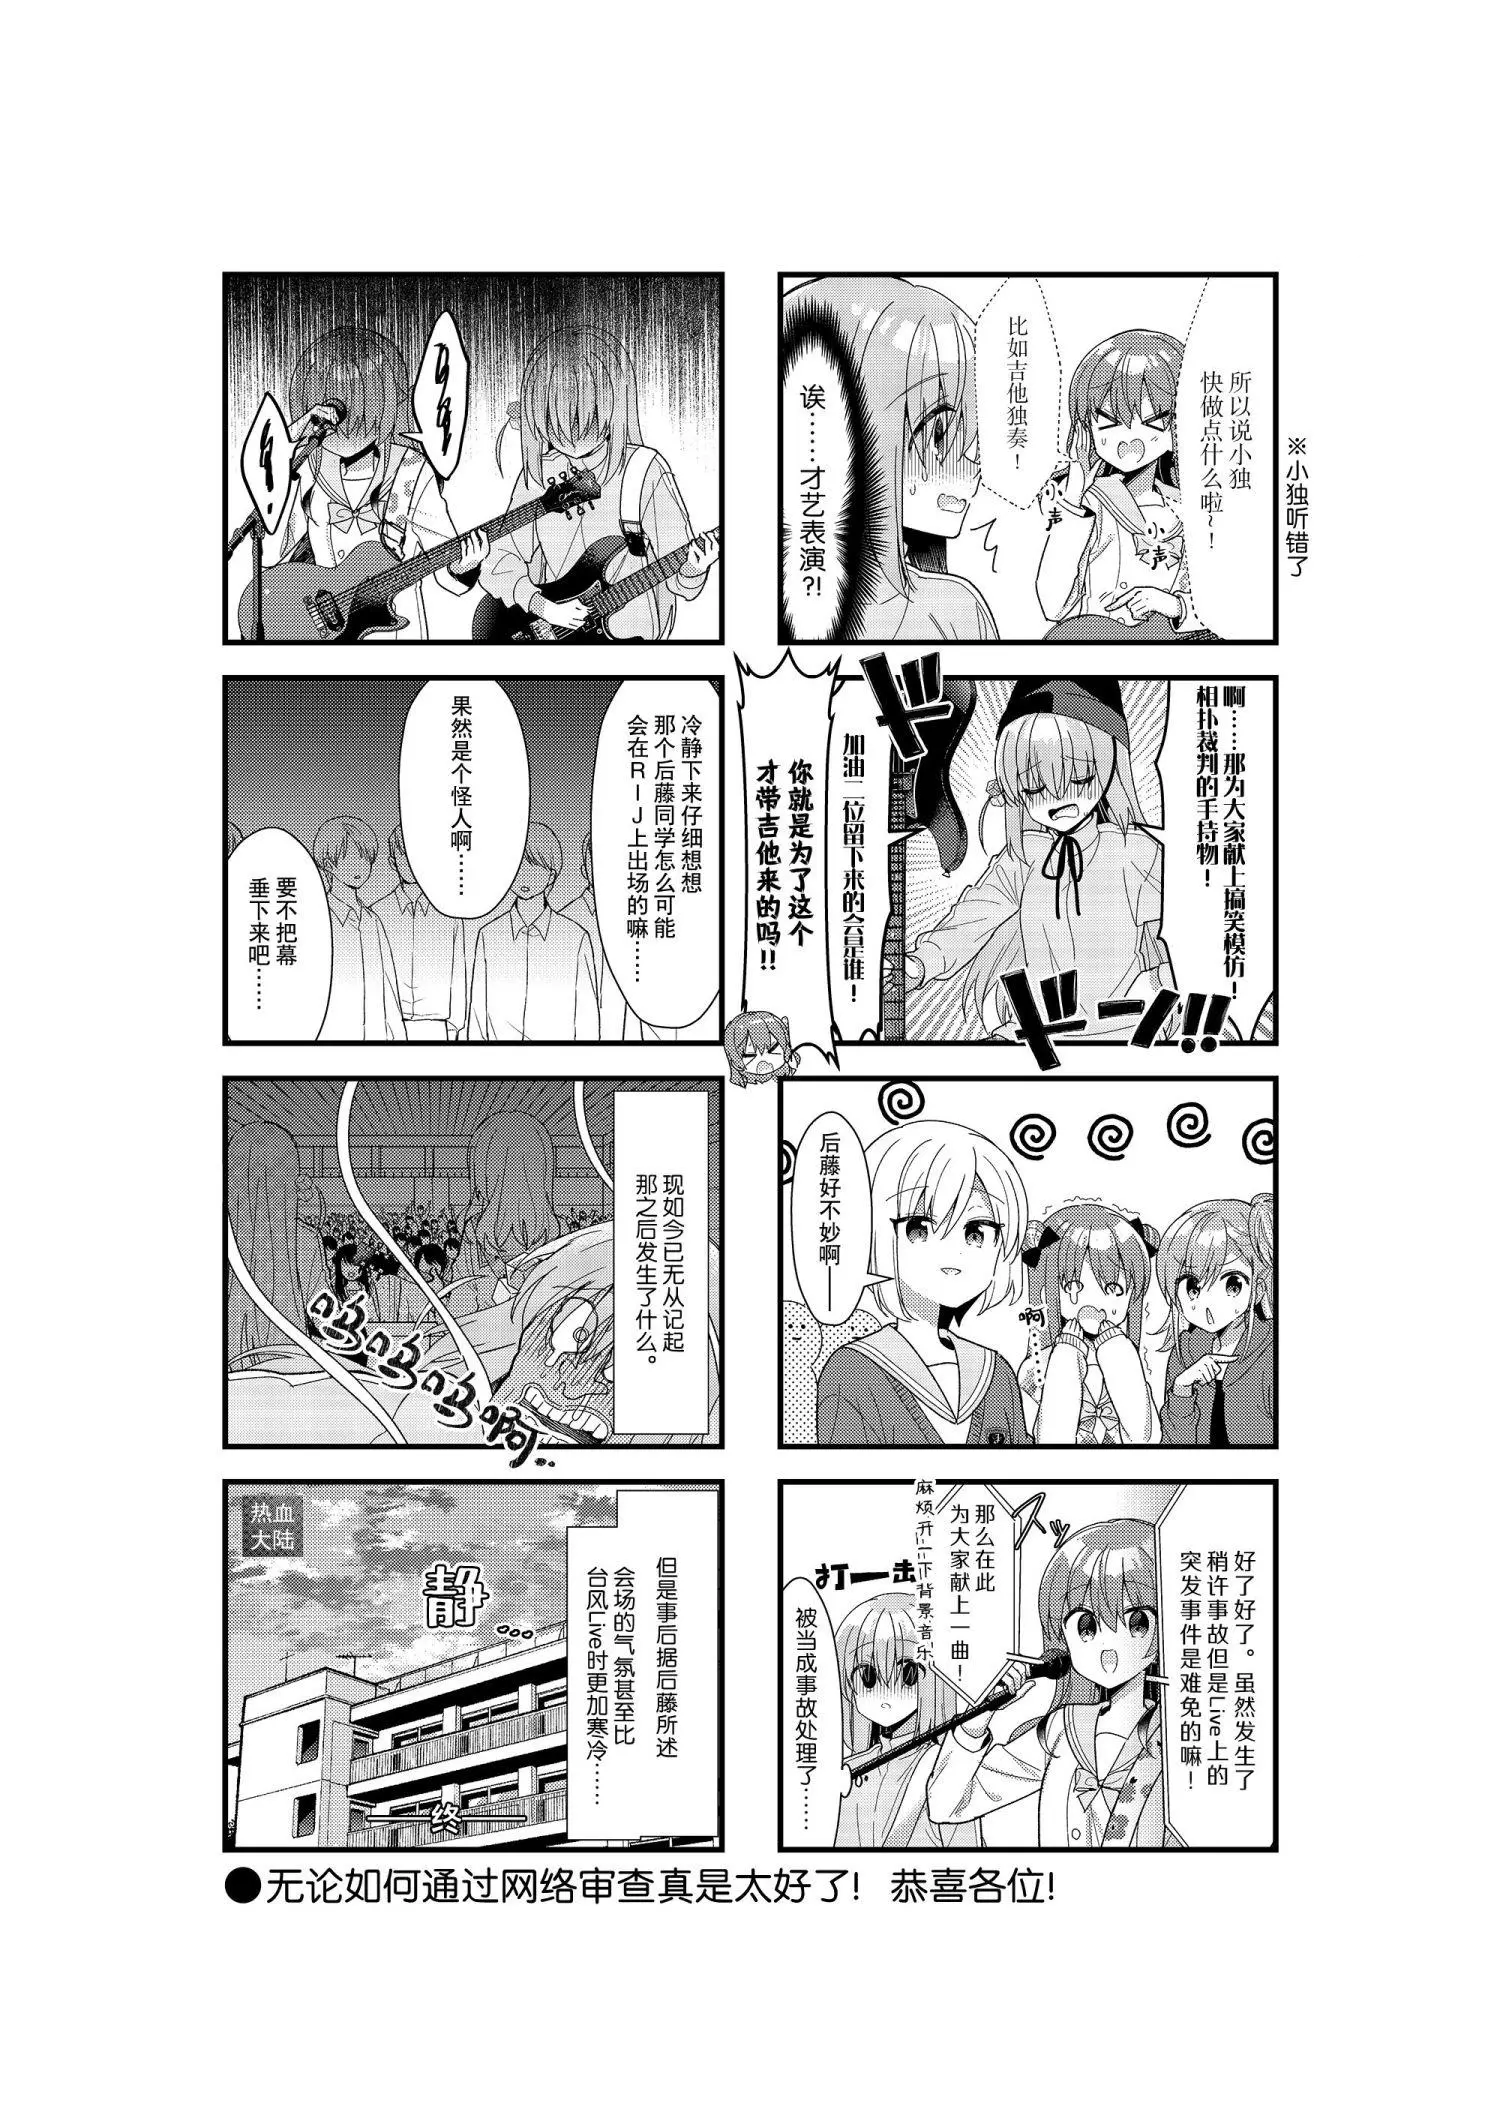 ※小独听错了
所以说小独
快做点什么啦~！
小声
小声
比如吉他独奏！
诶……才艺表演?!
啊……那为大家献上搞笑模仿！
相扑裁判的手持物！
加油二位留下来的会是谁！
ド
ドーン!!
你就是为了这个
才带吉他来的吗!!
后藤好不妙啊——
啊……
好了好了。虽然发生了
稍许事故但是Live上的
突发事件是难免的嘛！
那么在此
为大家献上一曲！
麻烦开一下背景音乐
打一击
被当成事故处理了……
冷静下来仔细想想
那个后藤同学怎么可能
会在RIJ上出场的嘛……
果然是个怪人啊……
要不把幕
垂下来吧……
现如今已无从记起
那之后发生了什么。
呜呜呜啊…
但是事后据后藤所述
会场的气氛甚至比
台风Live时更加寒冷……
热血
大陆
静…
——终——
●无论如何通过网络审查真是太好了！ 恭喜各位!